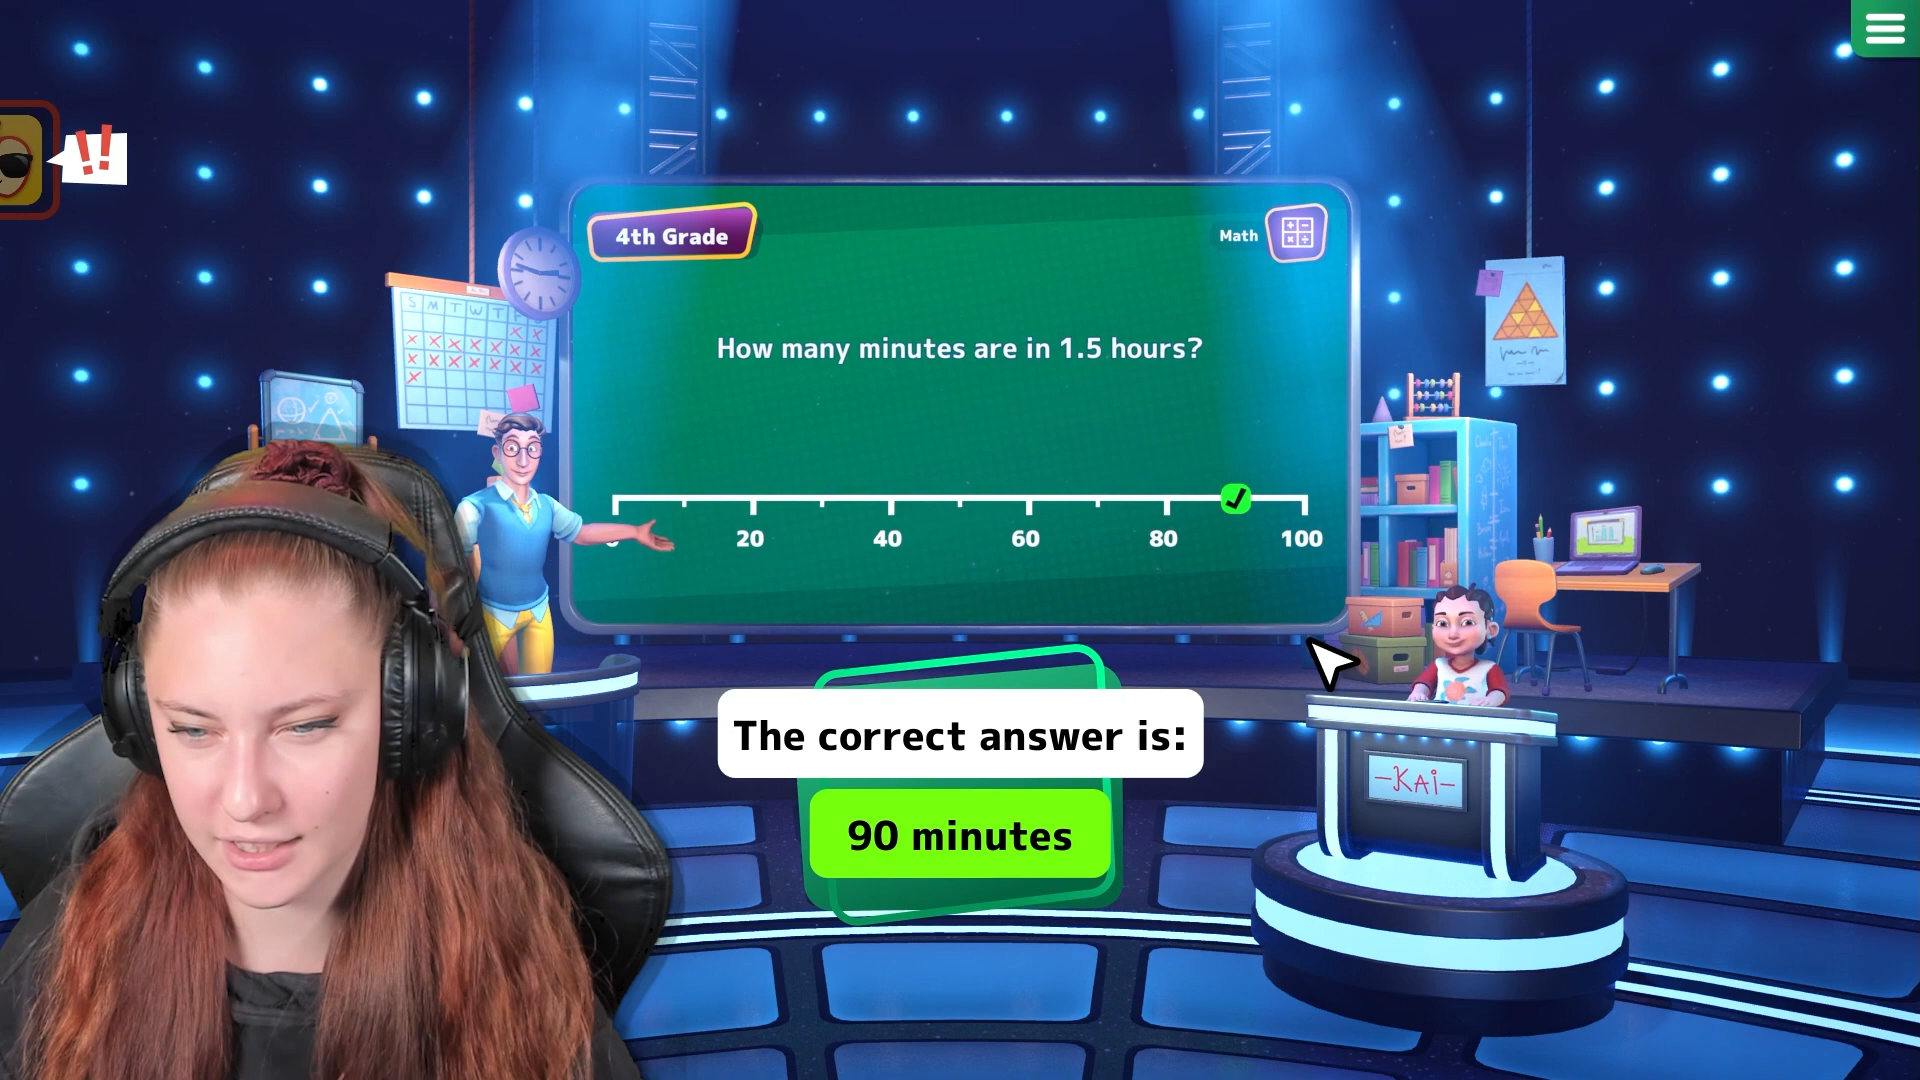 !!
4th Grade
Math
How many minutes are in 1.5 hours?
S M T W T F S
20 40 60 80 100
The correct answer is:
90 minutes
-KAi-